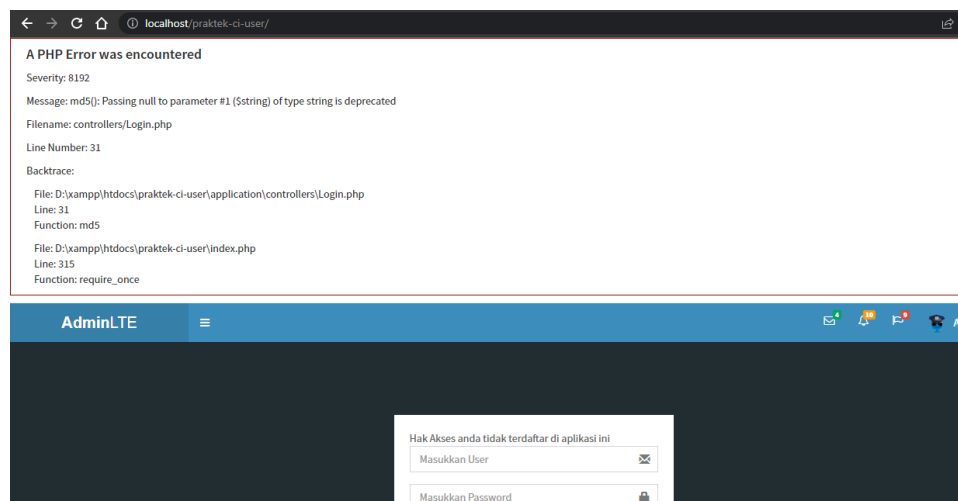 localhost/praktek-ci-user/
A PHP Error was encountered
Severity: 8192
Message: md5(): Passing null to parameter #1 ($string) of type string is deprecated
Filename: controllers/Login.php
Line Number: 31
Backtrace:
File: D:\xampp\htdocs\praktek-ci-user\application\controllers\Login.php
Line: 31
Function: md5
File: D:\xampp\htdocs\praktek-ci-user\index.php
Line: 315
Function: require_once
AdminLTE 4 10 9 A
Hak Akses anda tidak terdaftar di aplikasi ini
Masukkan User
Masukkan Password